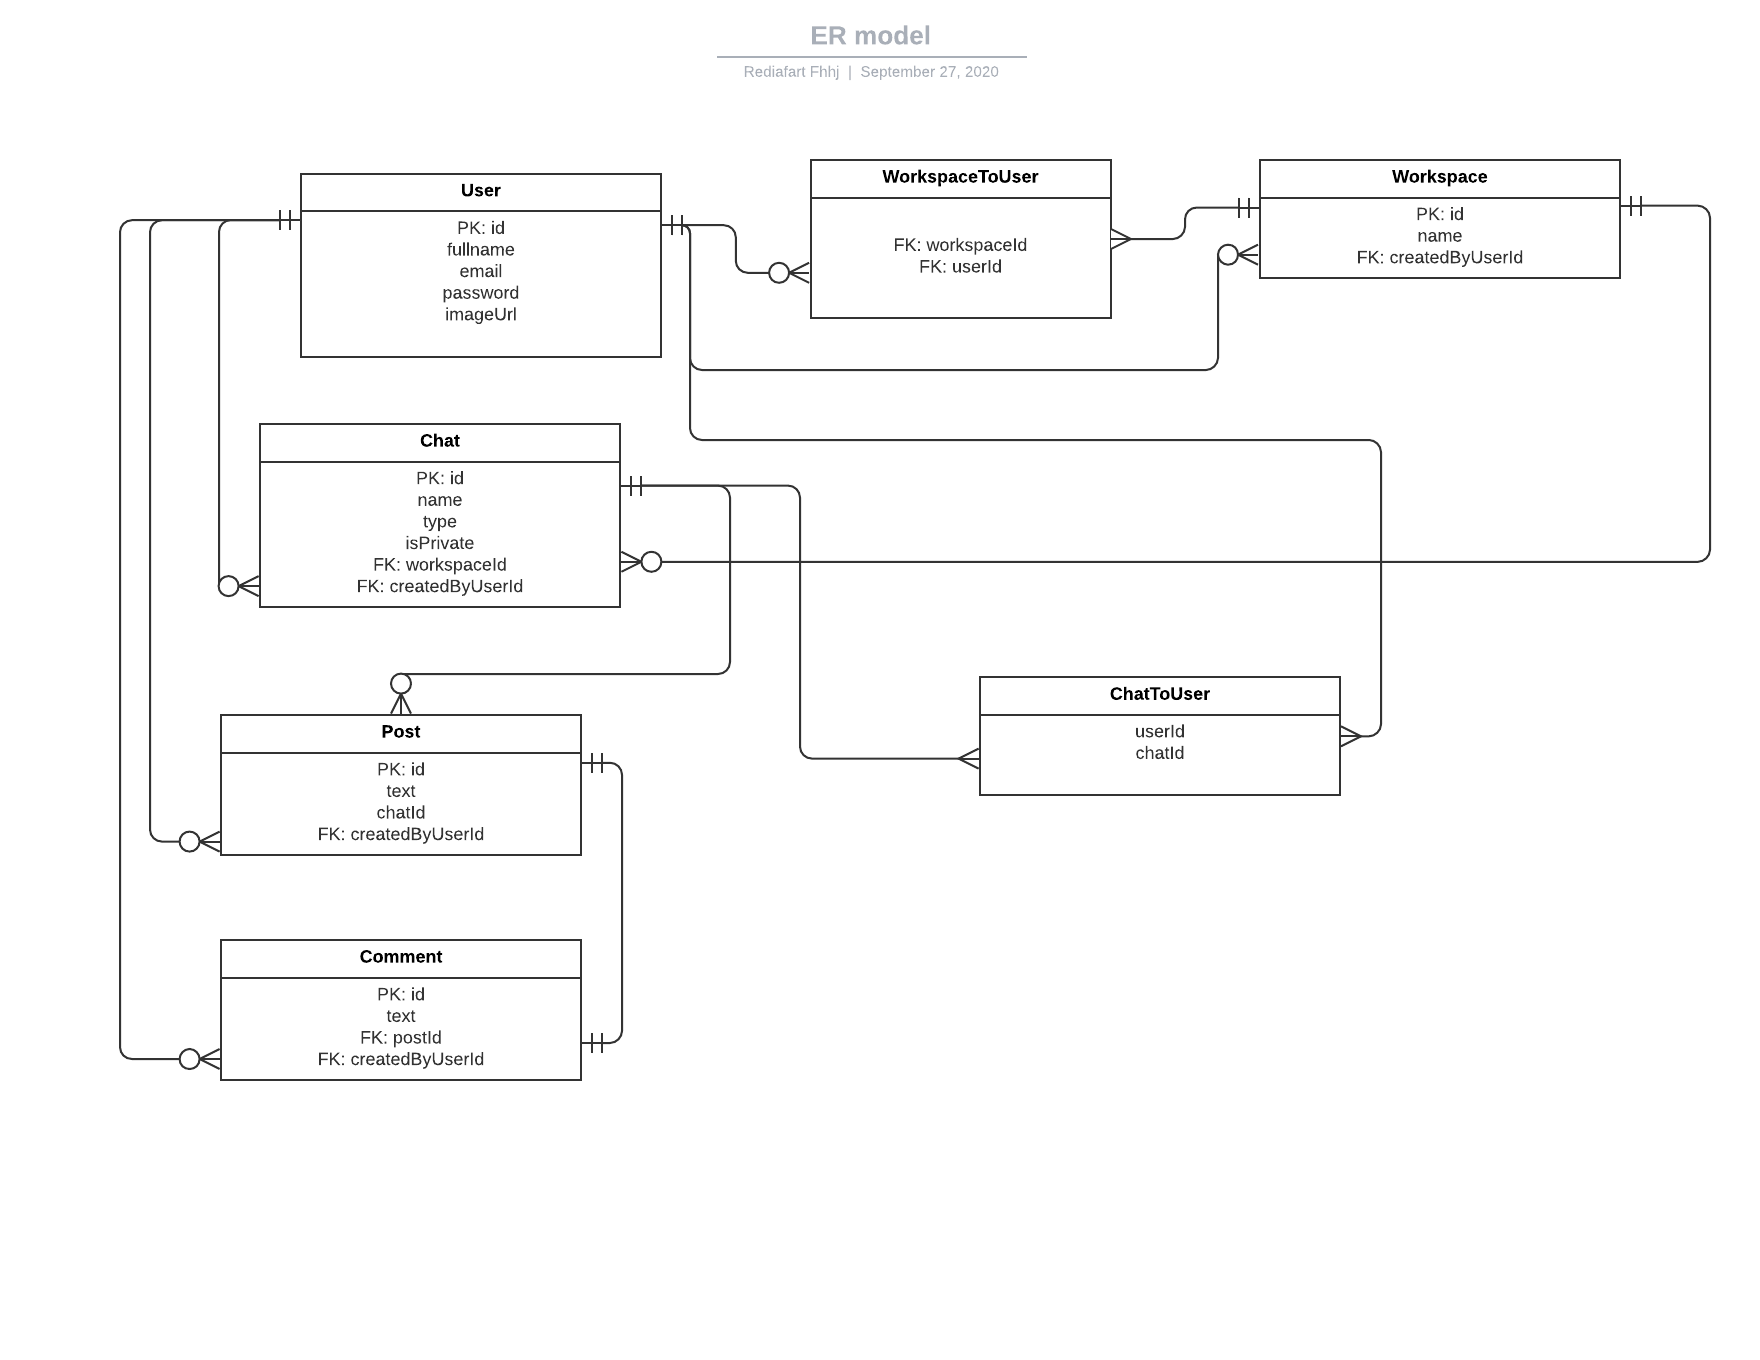 ER model
Rediafart Fhhj | September 27, 2020
User
PK: id
fullname
email
password
imageUrl
WorkspaceToUser
FK: workspaceId
FK: userId
Workspace
PK: id
name
FK: createdByUserId
Chat
PK: id
name
type
isPrivate
FK: workspaceId
FK: createdByUserId
ChatToUser
userId
chatId
Post
PK: id
text
chatId
FK: createdByUserId
Comment
PK: id
text
FK: postId
FK: createdByUserId